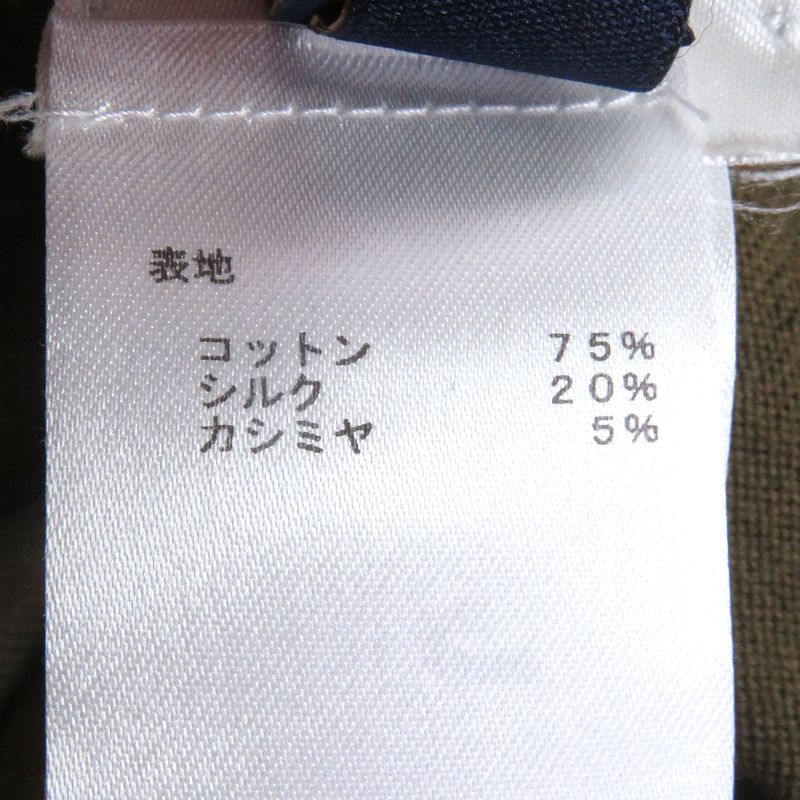 表地
コットン 75%
シルク 20%
カシミヤ 5%